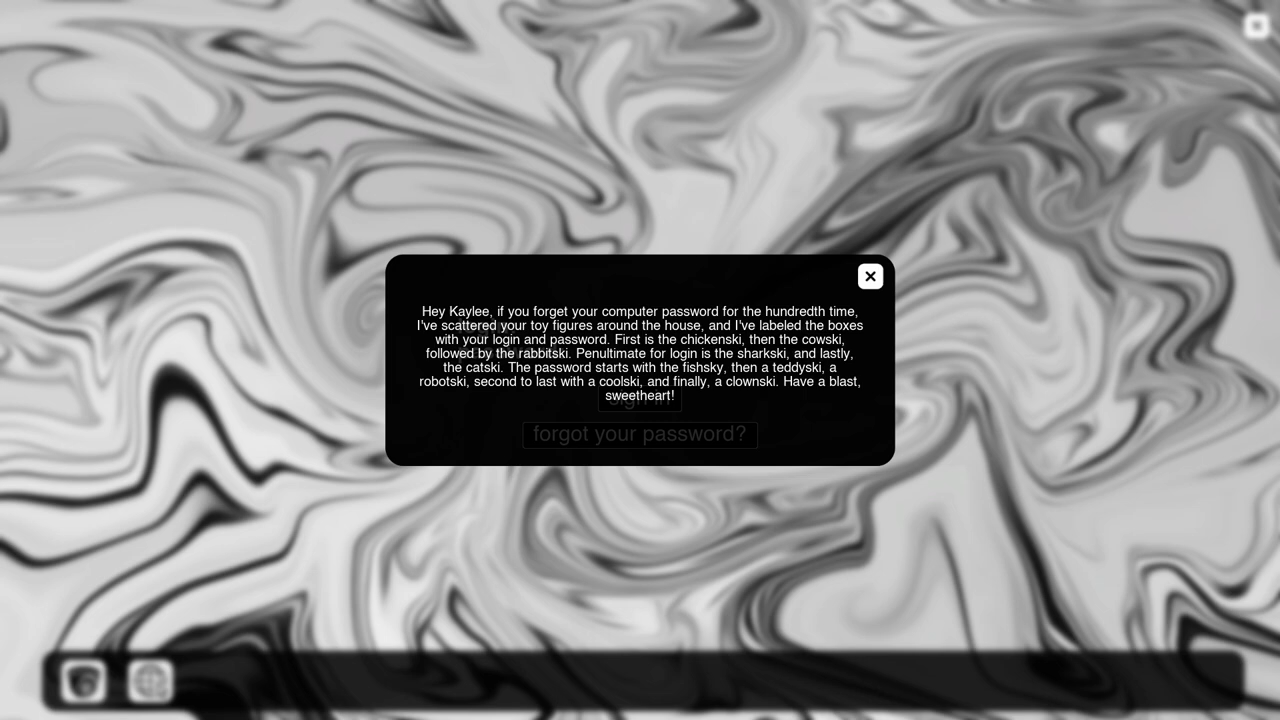 Hey Kaylee, if you forget your computer password for the hundredth time,
I've scattered your toy figures around the house, and I've labeled the boxes
with your login and password. First is the chickenski, then the cowski,
followed by the rabbitski. Penultimate for login is the sharkski, and lastly,
the catski. The password starts with the fishsky, then a teddyski, a
robotski, second to last with a coolski, and finally, a clownski. Have a blast,
sweetheart!
sign in
forgot your password?